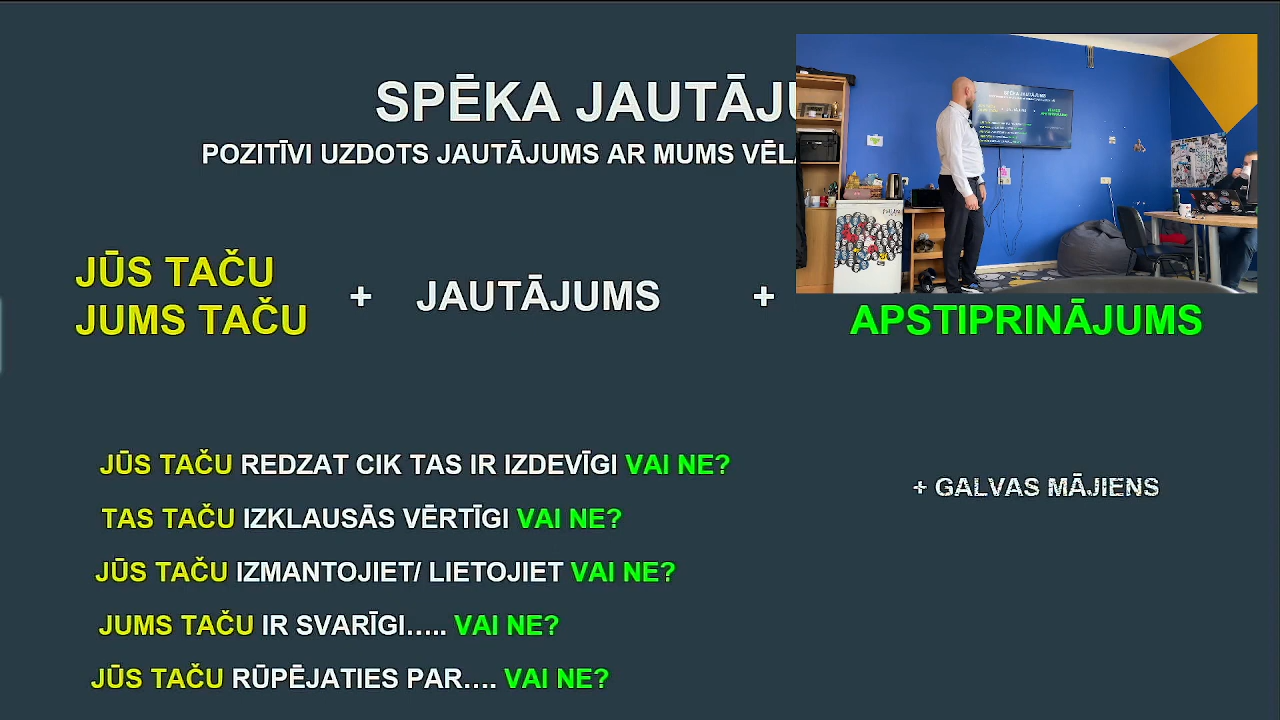 SPĒKA JAUTĀJU
POZITĪVI UZDOTS JAUTĀJUMS AR MUMS VĒL
JŪS TAČU
JUMS TAČU
+ JAUTĀJUMS +
APSTIPRINĀJUMS
JŪS TAČU REDZAT CIK TAS IR IZDEVĪGI VAI NE?
+ GALVAS MĀJIENS
TAS TAČU IZKLAUSĀS VĒRTĪGI VAI NE?
JŪS TAČU IZMANTOJIET/ LIETOJIET VAI NE?
JUMS TAČU IR SVARĪGI..... VAI NE?
JŪS TAČU RŪPĒJATIES PAR.... VAI NE?